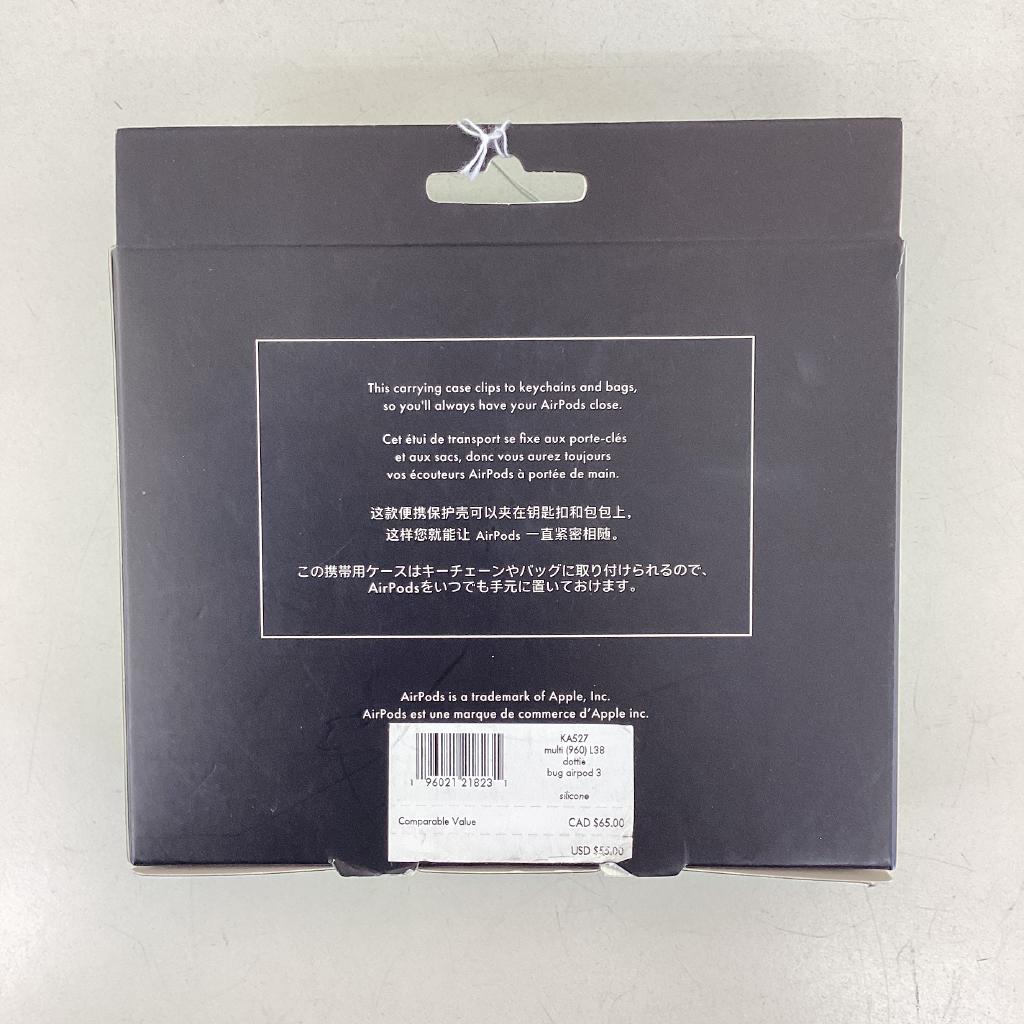 This carrying case clips to keychains and bags,
so you'll always have your AirPods close.
Cet étui de transport se fixe aux porte-clés
et aux sacs, donc vous aurez toujours
vos écouteurs AirPods à portée de main.
这款便携保护壳可以夹在钥匙扣和包包上，
这样您就能让 AirPods 一直紧密相随。
この携帯用ケースはキーチェーンやバッグに取り付けられるので、
AirPodsをいつでも手元に置いておけます。
AirPods is a trademark of Apple, Inc.
AirPods est une marque de commerce d’Apple inc.
KA527
multi (960) L38
dottie
bug airpod 3
1 96021 21823 1
silicone
Comparable Value CAD $65.00
USD $55.00